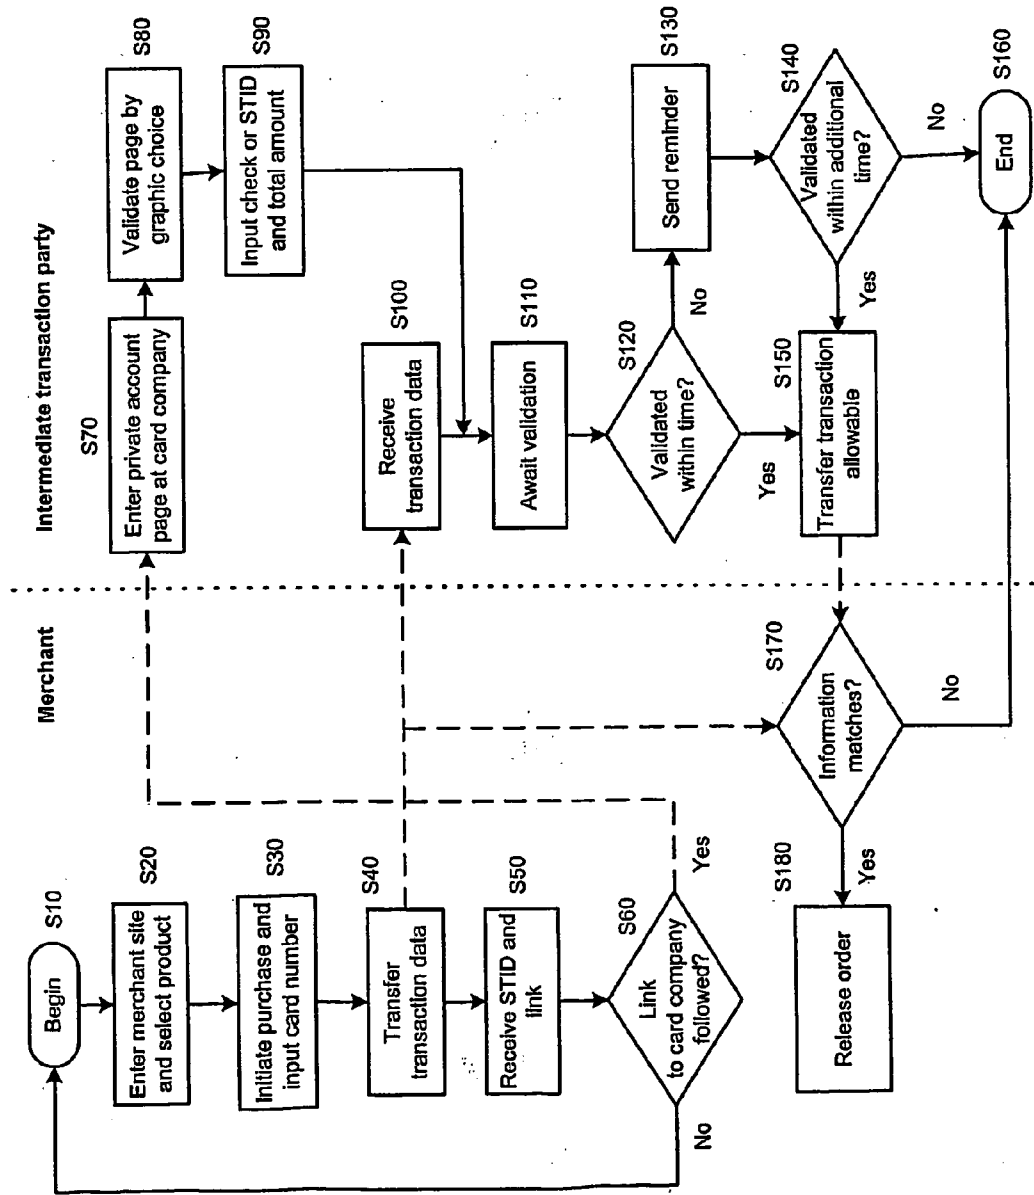 Merchant
Intermediate transaction party
Begin
S10
Enter merchant site
and select product
S20
Initiate purchase and
input card number
S30
Transfer
transaction data
S40
Receive STID and
link
S50
Link
to card company
followed?
S60
No
Yes
Enter private account
page at card company
S70
Validate page by
graphic choice
S80
Input check or STID
and total amount
S90
Receive
transaction data
S100
Await validation
S110
Validated
within time?
S120
No
Yes
Send reminder
S130
Validated
within additional
time?
S140
Yes
No
Transfer transaction
allowable
S150
End
S160
Information
matches?
S170
No
Yes
Release order
S180